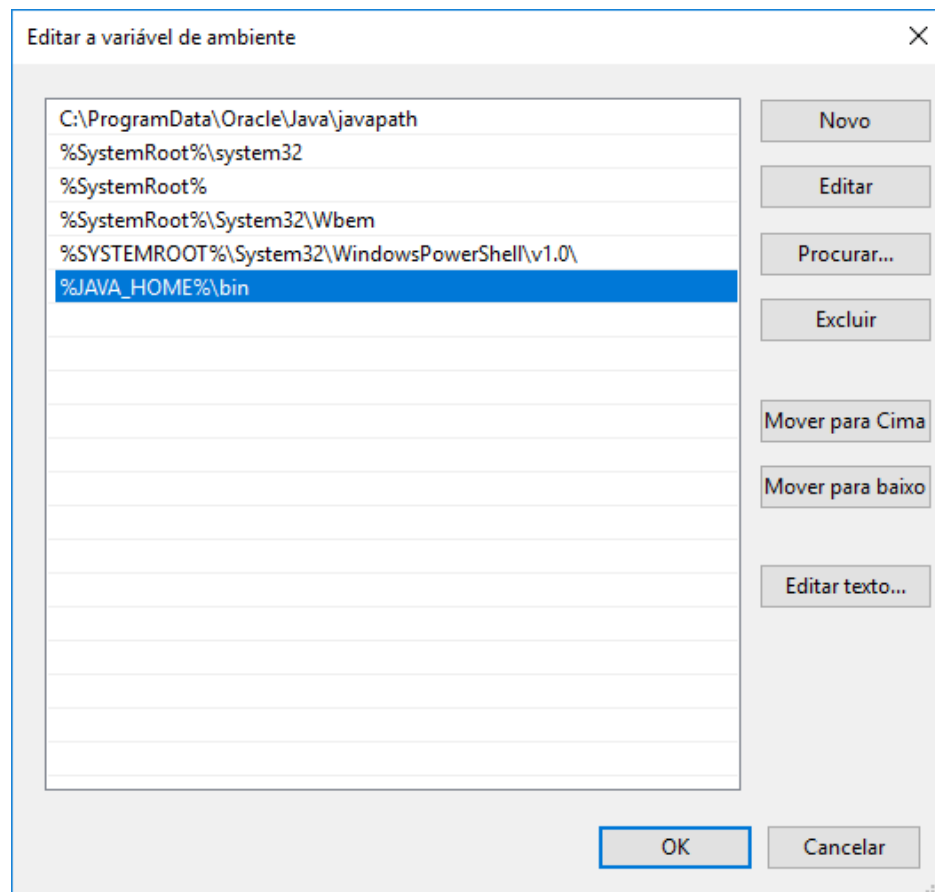 Editar a variável de ambiente
C:\ProgramData\Oracle\Java\javapath
%SystemRoot%\system32
%SystemRoot%
%SystemRoot%\System32\Wbem
%SYSTEMROOT%\System32\WindowsPowerShell\v1.0\
%JAVA_HOME%\bin
Novo
Editar
Procurar...
Excluir
Mover para Cima
Mover para baixo
Editar texto...
OK
Cancelar